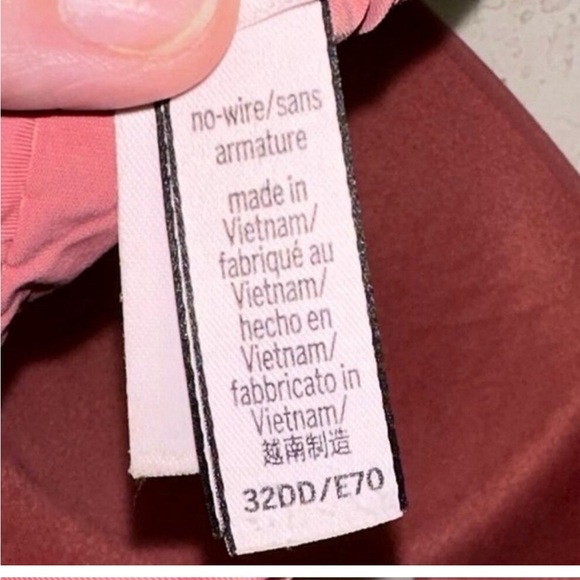 no-wire/sans
armature
made in
Vietnam/
fabriqué au
Vietnam/
hecho en
Vietnam/
fabbricato in
Vietnam/
越南制造
32DD/E70